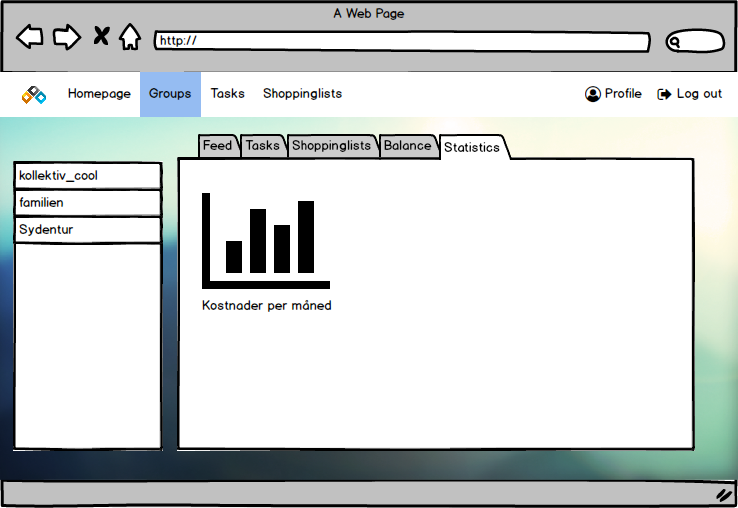 A Web Page
http://
Homepage Groups Tasks Shoppinglists Profile Log out
Feed Tasks Shoppinglists Balance Statistics
kollektiv_cool
familien
Sydentur
Kostnader per måned